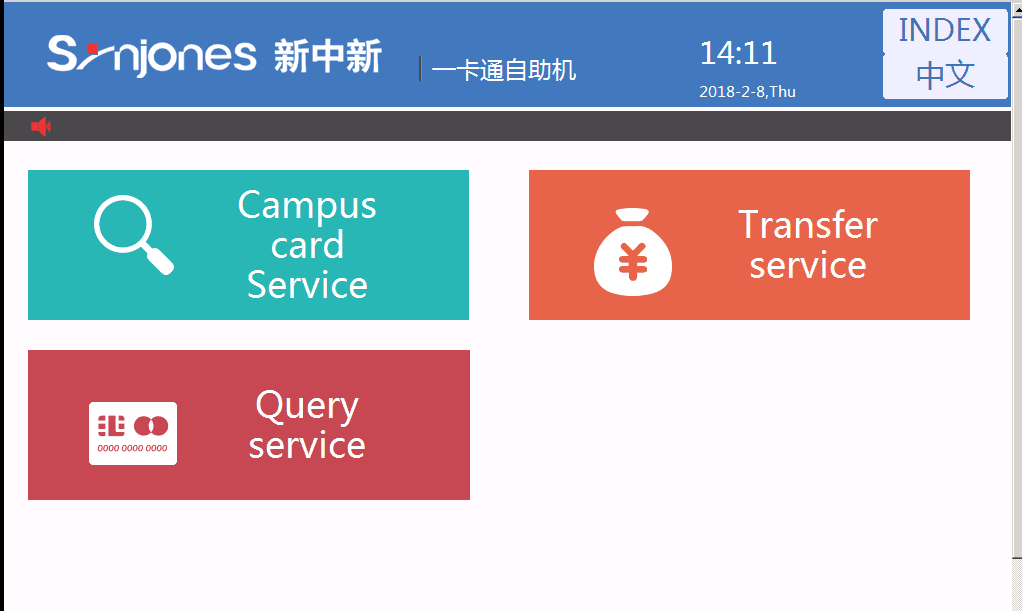 Synjones 新中新
一卡通自助机
14:11
2018-2-8,Thu
INDEX
中文
Campus
card
Service
Transfer
service
¥
Query
service
0000 0000 0000